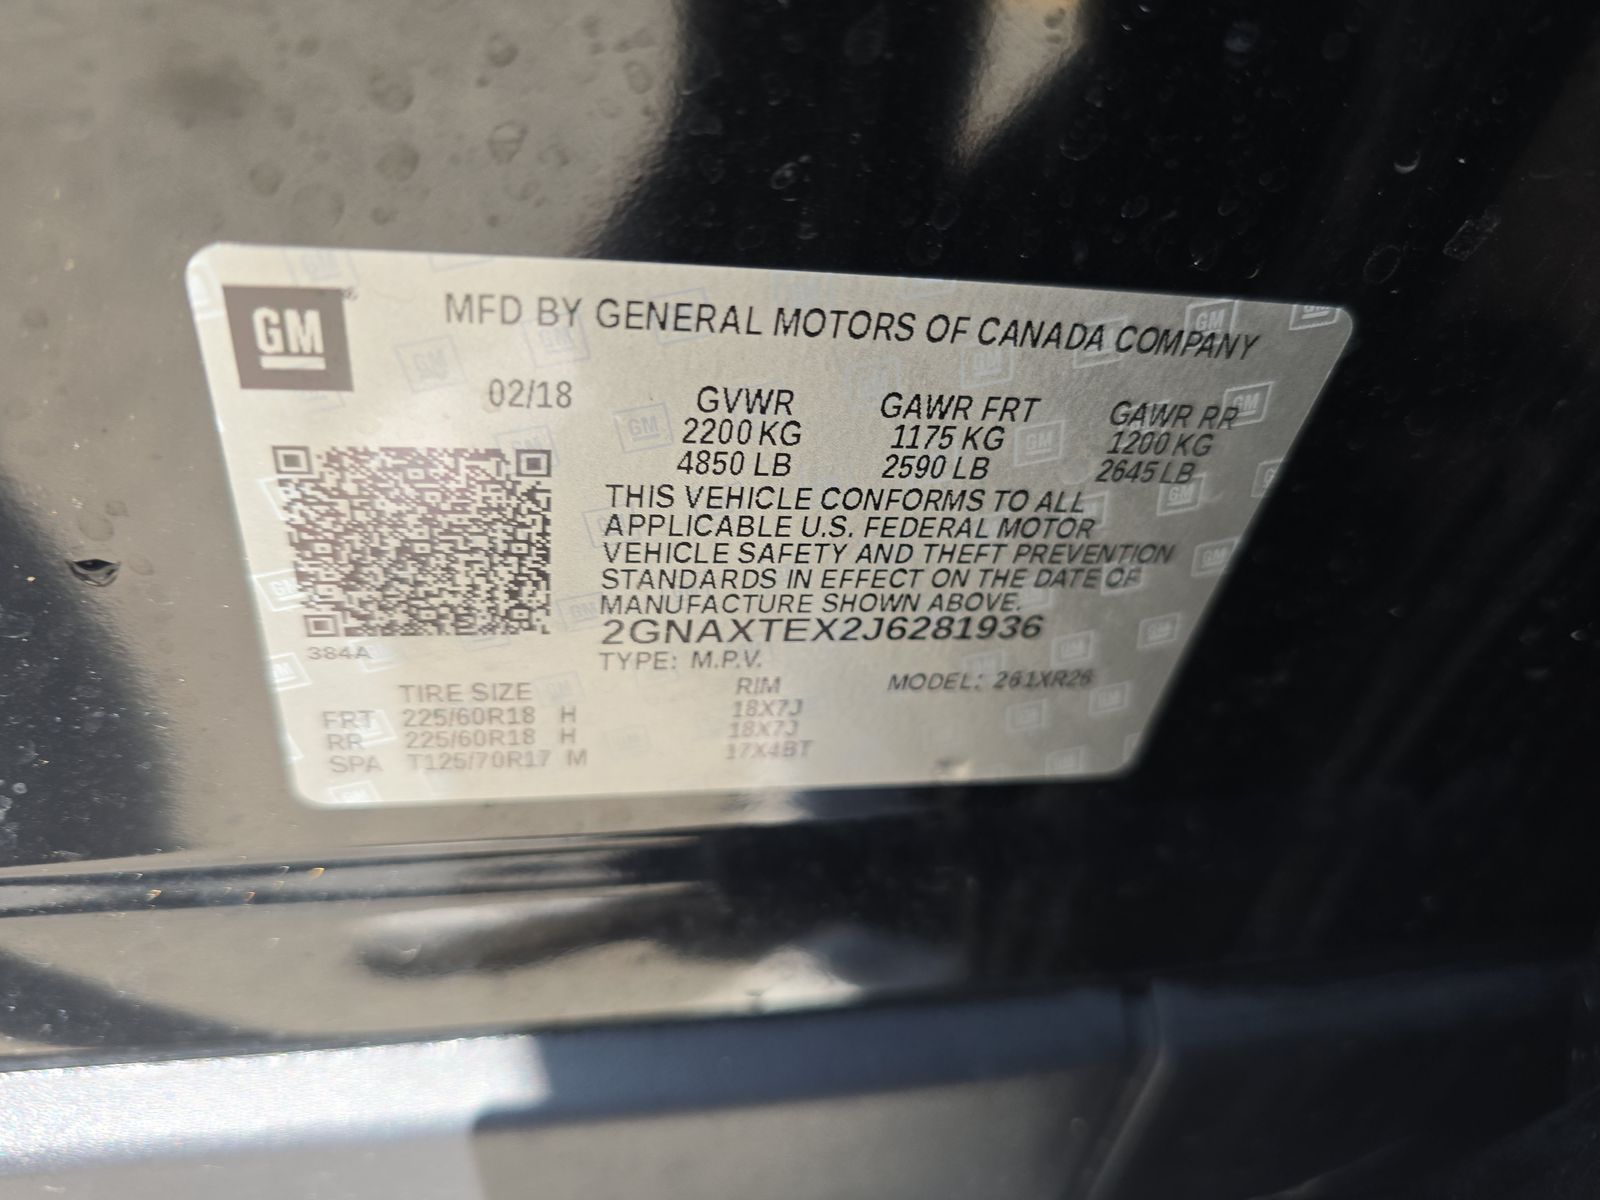 GM
MFD BY GENERAL MOTORS OF CANADA COMPANY
02/18 GVWR GAWR FRT GAWR RR
2200 KG 1175 KG 1200 KG
4850 LB 2590 LB 2645 LB
THIS VEHICLE CONFORMS TO ALL
APPLICABLE U.S. FEDERAL MOTOR
VEHICLE SAFETY AND THEFT PREVENTION
STANDARDS IN EFFECT ON THE DATE OF
MANUFACTURE SHOWN ABOVE.
2GNAXTEX2J6281936
384A
TYPE: M.P.V. MODEL: 261XR26
TIRE SIZE RIM
FRT 225/60R18 H 18X7J
RR 225/60R18 H 18X7J
SPA T125/70R17 M 17X4BT